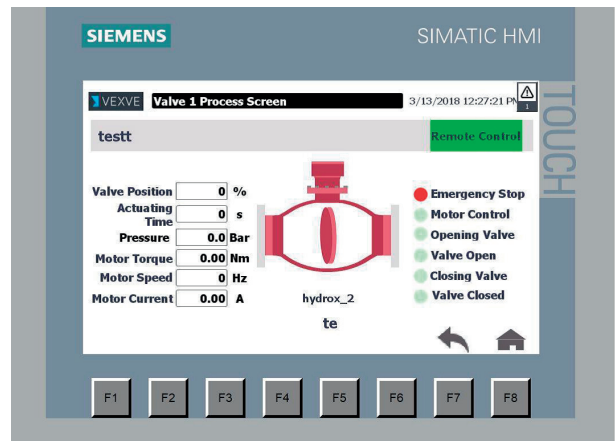 SIEMENS
SIMATIC HMI
TOUCH
VEXVE
Valve 1 Process Screen
3/13/2018 12:27:21 PM
1
testt
Remote Control
Valve Position 0 %
Actuating
Time 0 s
Pressure 0.0 Bar
Motor Torque 0.00 Nm
Motor Speed 0 Hz
Motor Current 0.00 A
hydrox_2
te
Emergency Stop
Motor Control
Opening Valve
Valve Open
Closing Valve
Valve Closed
F1 F2 F3 F4 F5 F6 F7 F8